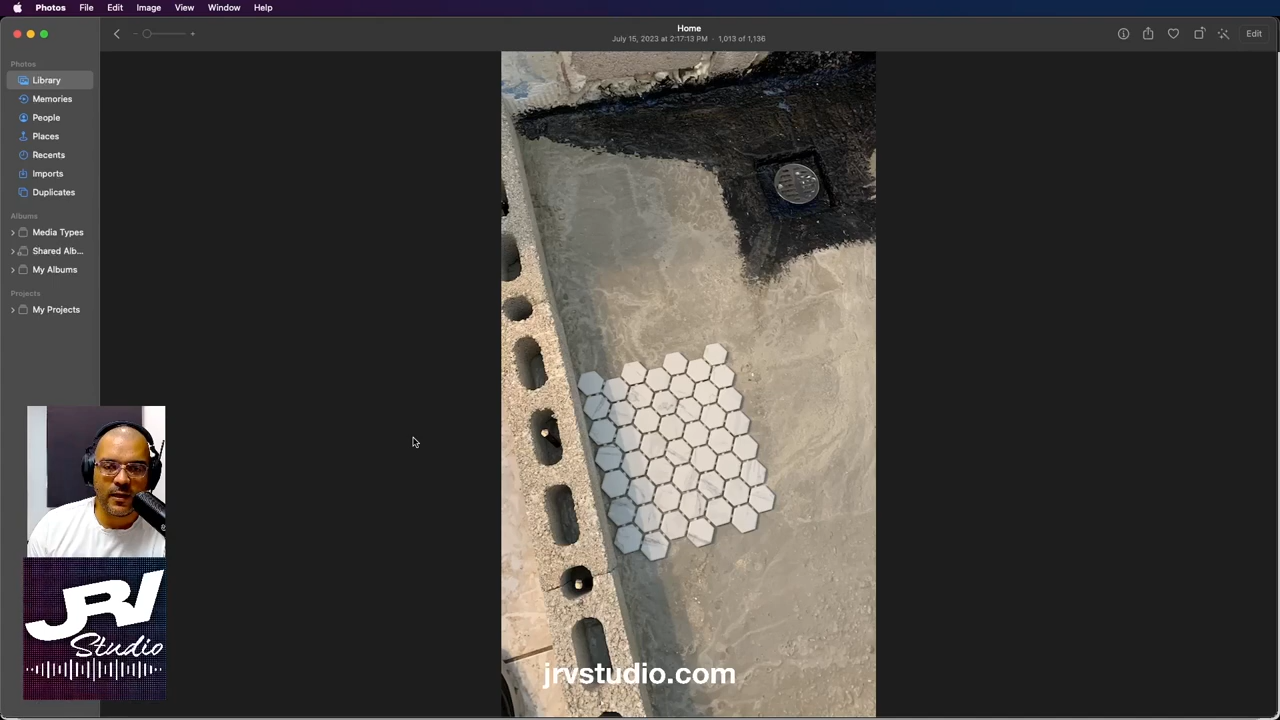 Photos File Edit Image View Window Help
Home
July 15, 2023 at 2:17:13 PM - 1,013 of 1,136
Edit
Photos
Library
Memories
People
Places
Recents
Imports
Duplicates
Albums
Media Types
Shared Alb...
My Albums
Projects
My Projects
JRV
Studio
jrvstudio.com